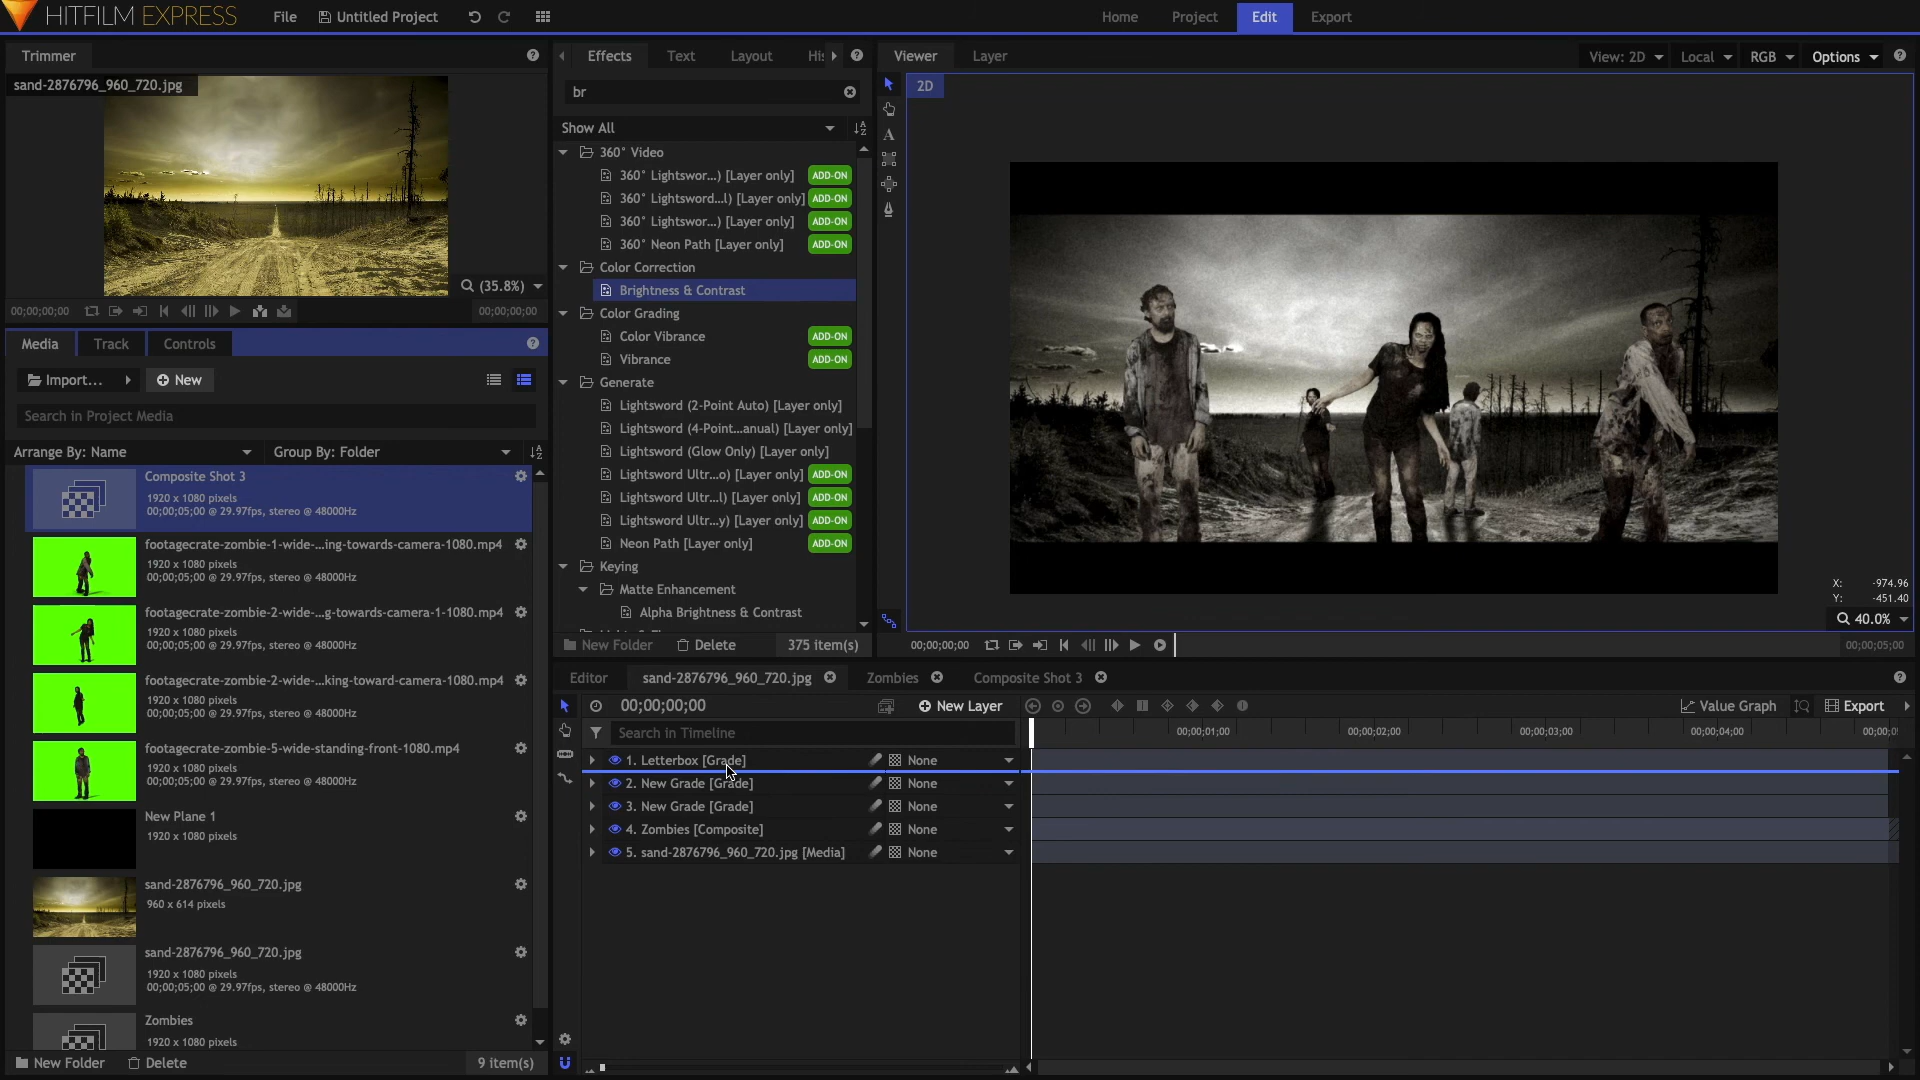 HITFILM EXPRESS
File
Untitled Project
Home
Project
Edit
Export
Trimmer
sand-2876796_960_720.jpg
(35.8%)
00;00;00;00
00;00;00;00
Media
Track
Controls
Import...
New
Search in Project Media
Arrange By: Name
Group By: Folder
Composite Shot 3
1920 x 1080 pixels
00;00;05;00 @ 29.97fps, stereo @ 48000Hz
footagecrate-zombie-1-wide-...ing-towards-camera-1080.mp4
1920 x 1080 pixels
00;00;05;00 @ 29.97fps, stereo @ 48000Hz
footagecrate-zombie-2-wide-...g-towards-camera-1-1080.mp4
1920 x 1080 pixels
00;00;05;00 @ 29.97fps, stereo @ 48000Hz
footagecrate-zombie-2-wide-...king-toward-camera-1080.mp4
1920 x 1080 pixels
00;00;05;00 @ 29.97fps, stereo @ 48000Hz
footagecrate-zombie-5-wide-standing-front-1080.mp4
1920 x 1080 pixels
00;00;05;00 @ 29.97fps, stereo @ 48000Hz
New Plane 1
1920 x 1080 pixels
sand-2876796_960_720.jpg
960 x 614 pixels
sand-2876796_960_720.jpg
1920 x 1080 pixels
00;00;05;00 @ 29.97fps, stereo @ 48000Hz
Zombies
1920 x 1080 pixels
New Folder
Delete
9 item(s)
Effects
Text
Layout
His
br
Show All
360° Video
360° Lightswor...) [Layer only] ADD-ON
360° Lightsword...l) [Layer only] ADD-ON
360° Lightswor...) [Layer only] ADD-ON
360° Neon Path [Layer only] ADD-ON
Color Correction
Brightness & Contrast
Color Grading
Color Vibrance ADD-ON
Vibrance ADD-ON
Generate
Lightsword (2-Point Auto) [Layer only]
Lightsword (4-Point...anual) [Layer only]
Lightsword (Glow Only) [Layer only]
Lightsword Ultr...o) [Layer only] ADD-ON
Lightsword Ultr...l) [Layer only] ADD-ON
Lightsword Ultr...y) [Layer only] ADD-ON
Neon Path [Layer only] ADD-ON
Keying
Matte Enhancement
Alpha Brightness & Contrast
New Folder
Delete
375 item(s)
Viewer
Layer
View: 2D
Local
RGB
Options
2D
A
X: -974.96
Y: -451.40
40.0%
00;00;00;00
00;00;05;00
Editor
sand-2876796_960_720.jpg
Zombies
Composite Shot 3
00;00;00;00
New Layer
Value Graph
Export
Search in Timeline
00;00;01;00
00;00;02;00
00;00;03;00
00;00;04;00
00;00;0
1. Letterbox [Grade] None
2. New Grade [Grade] None
3. New Grade [Grade] None
4. Zombies [Composite] None
5. sand-2876796_960_720.jpg [Media] None